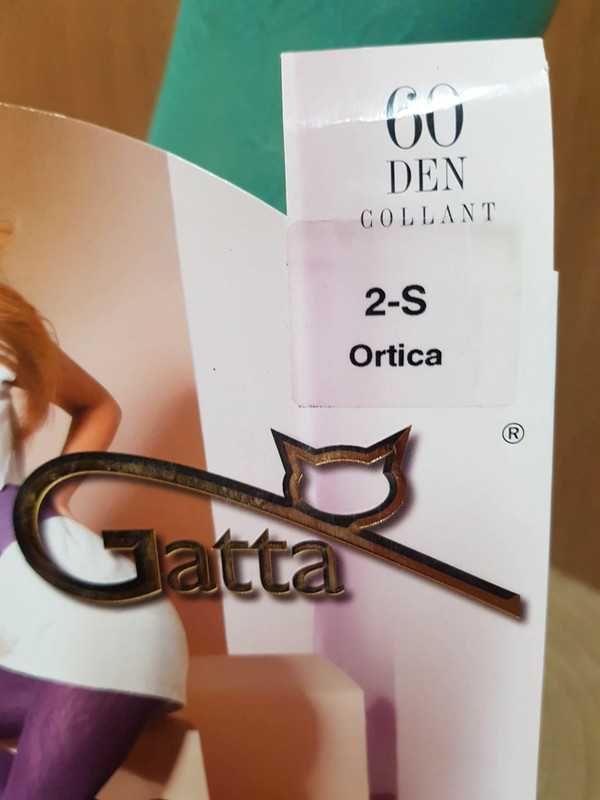 60
DEN
COLLANT
2-S
Ortica
®
Gatta